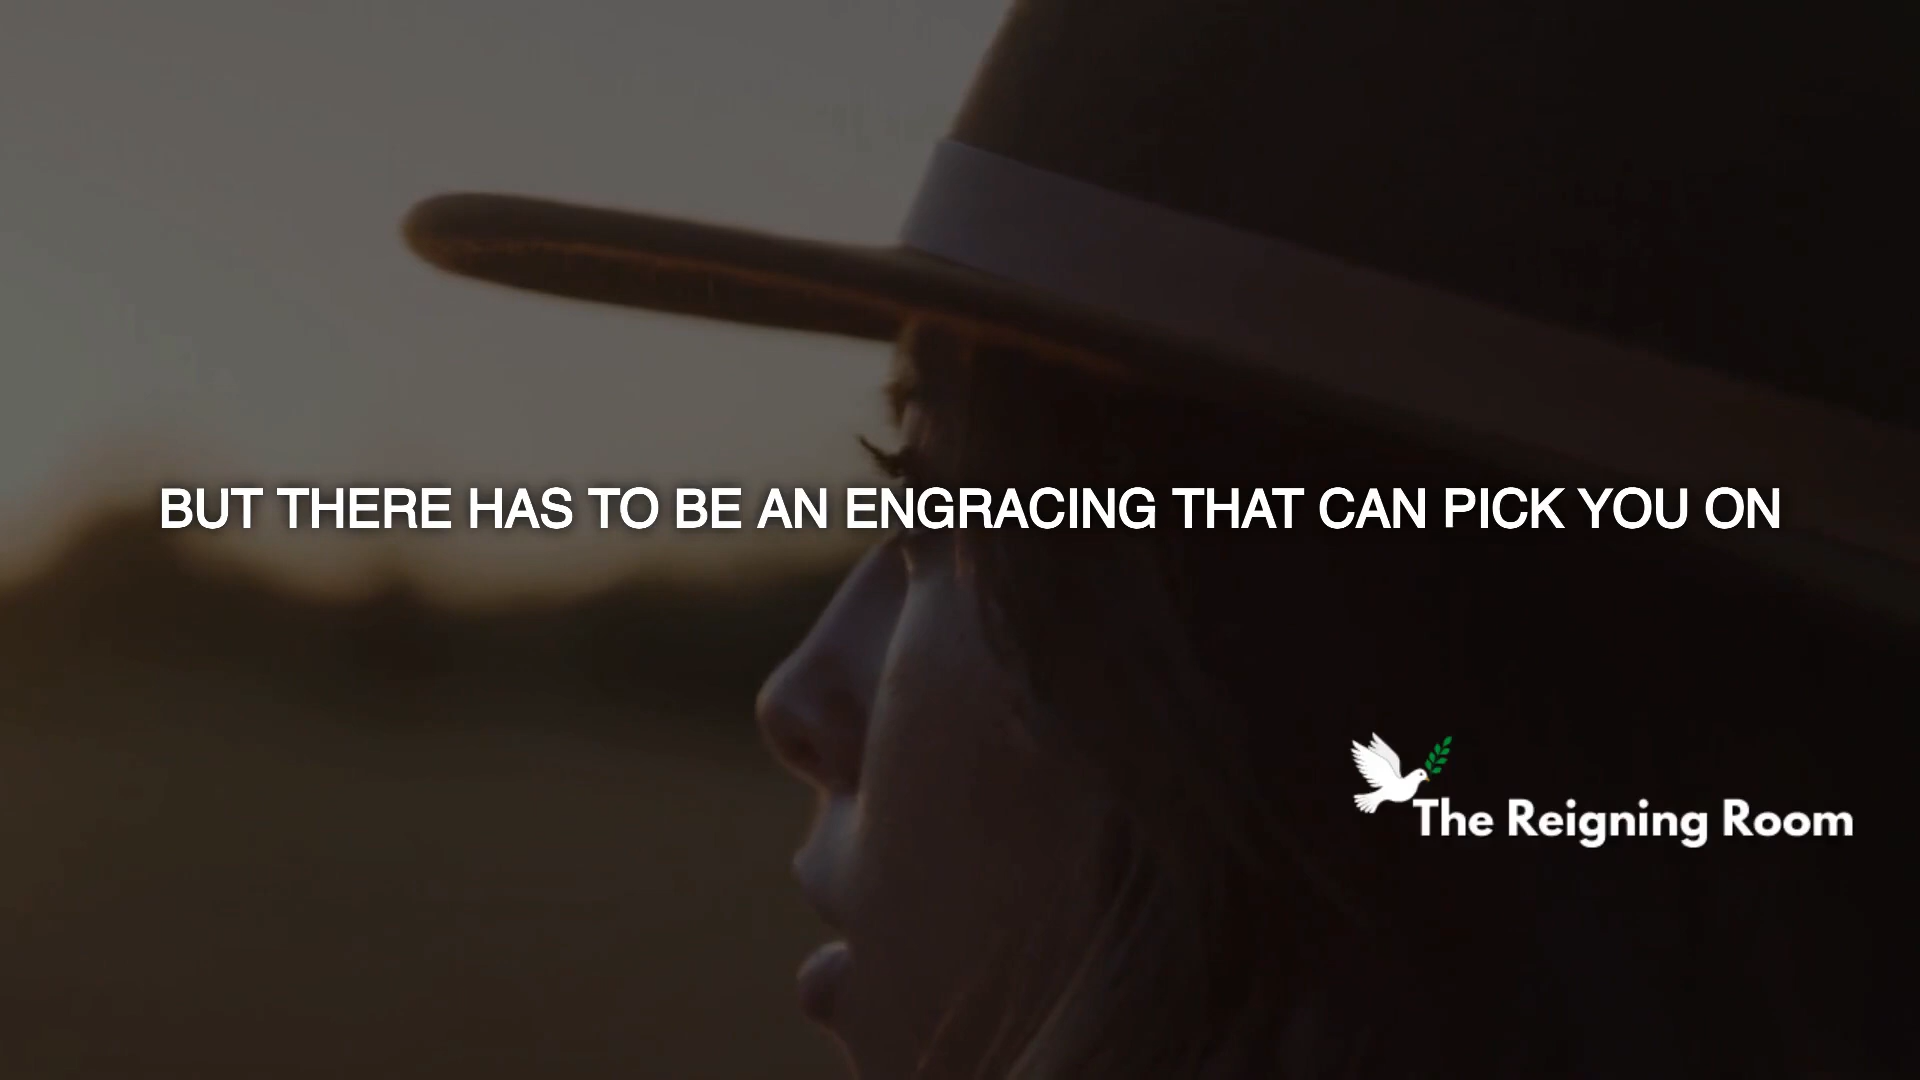 BUT THERE HAS TO BE AN ENGRACING THAT CAN PICK YOU ON
The Reigning Room